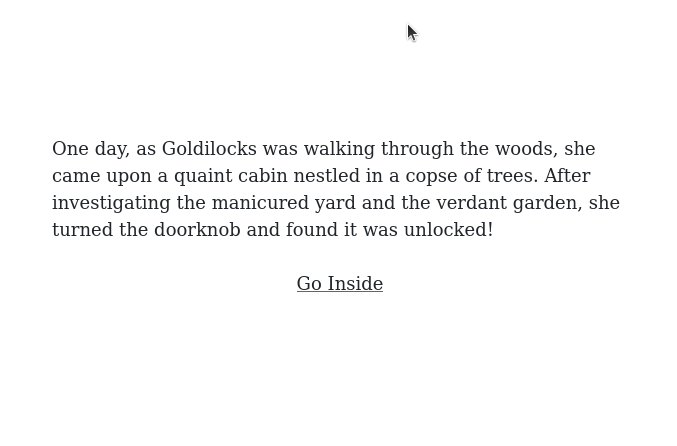 One day, as Goldilocks was walking through the woods, she
came upon a quaint cabin nestled in a copse of trees. After
investigating the manicured yard and the verdant garden, she
turned the doorknob and found it was unlocked!
Go Inside